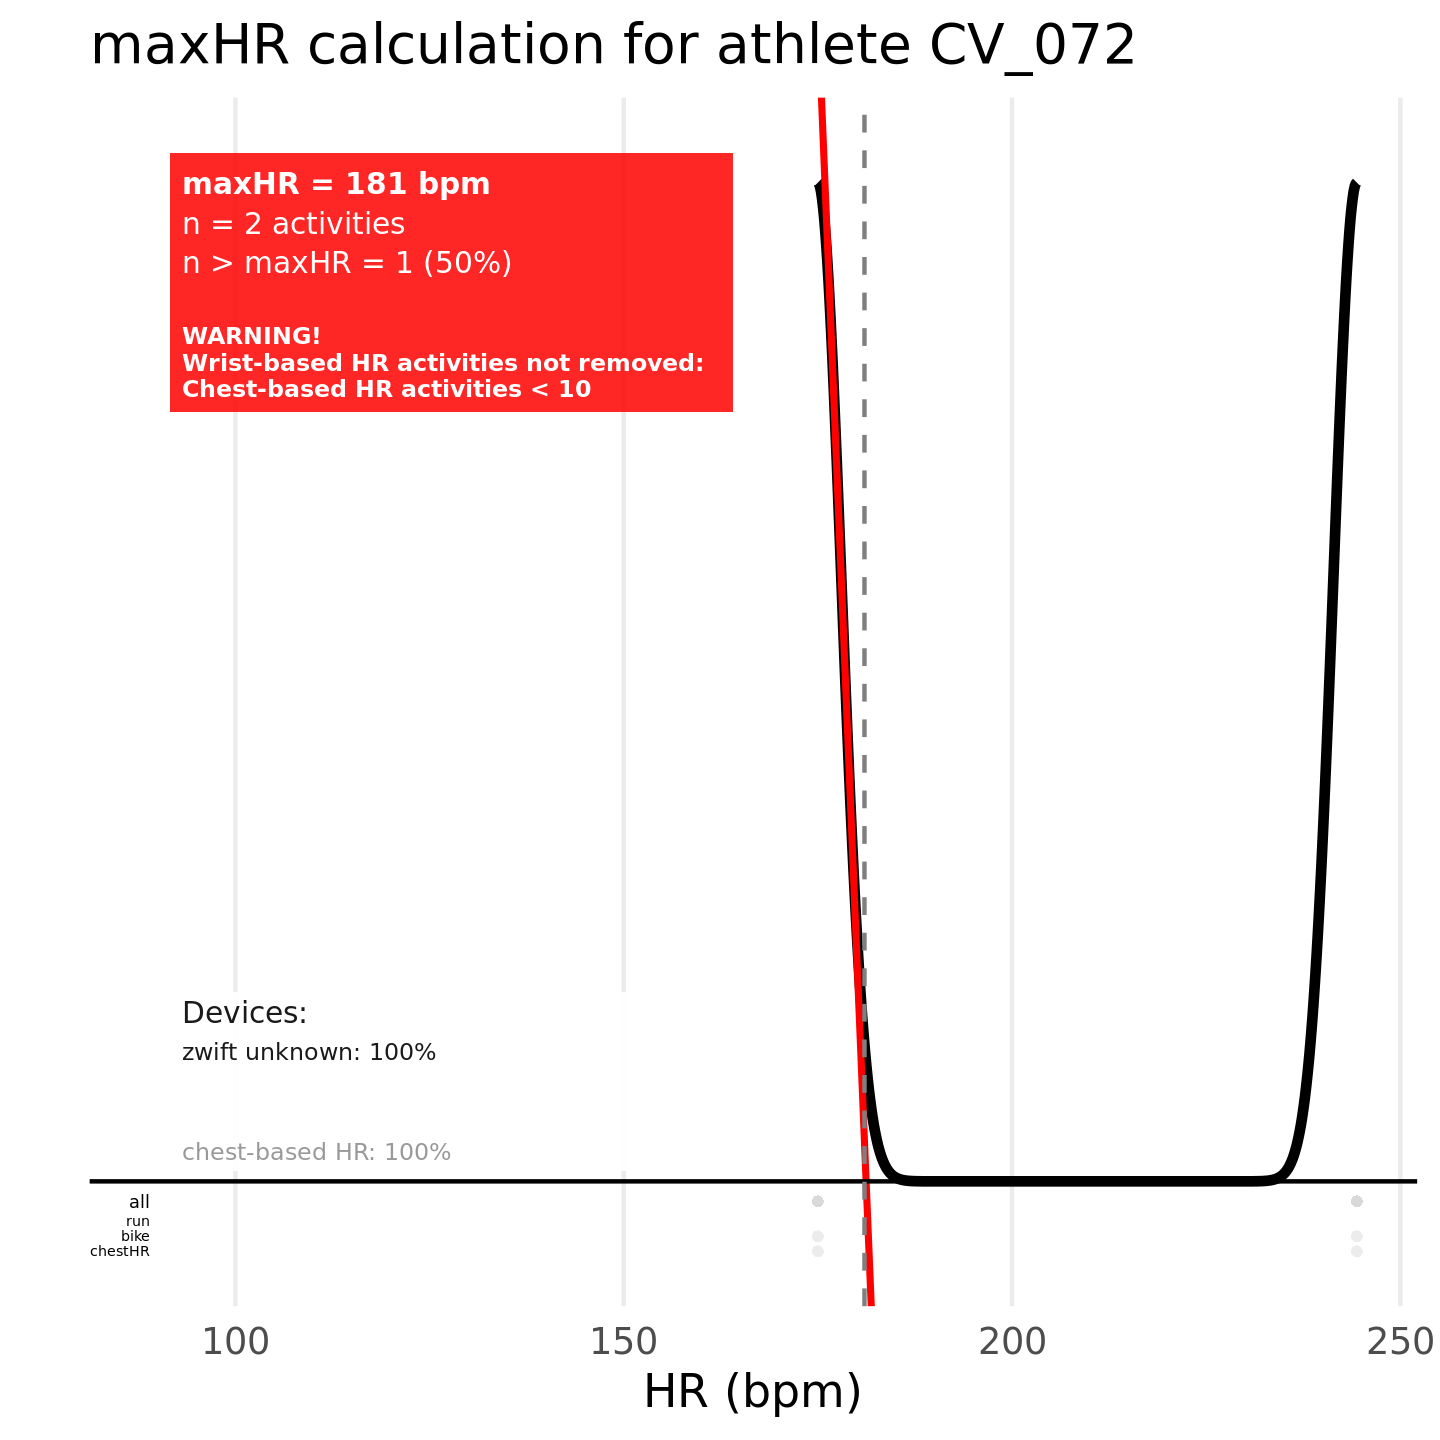 maxHR calculation for athlete CV_072
maxHR = 181 bpm
n = 2 activities
n > maxHR = 1 (50%)
WARNING!
Wrist-based HR activities not removed:
Chest-based HR activities < 10
Devices:
zwift unknown: 100%
chest-based HR: 100%
all
run
bike
chestHR
100 150 200 250
HR (bpm)